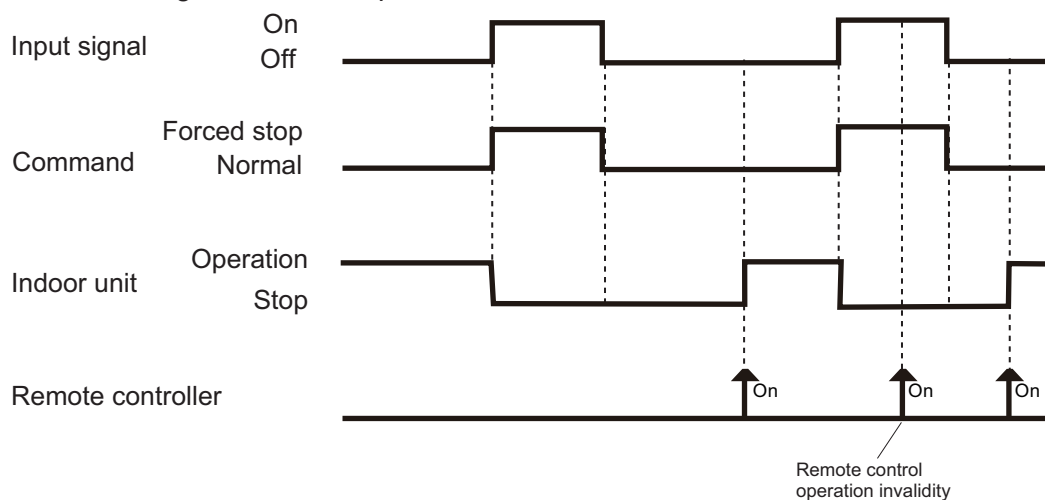 On
Input signal
Off
Forced stop
Command
Normal
Operation
Indoor unit
Stop
On
On
On
Remote controller
Remote control
operation invalidity